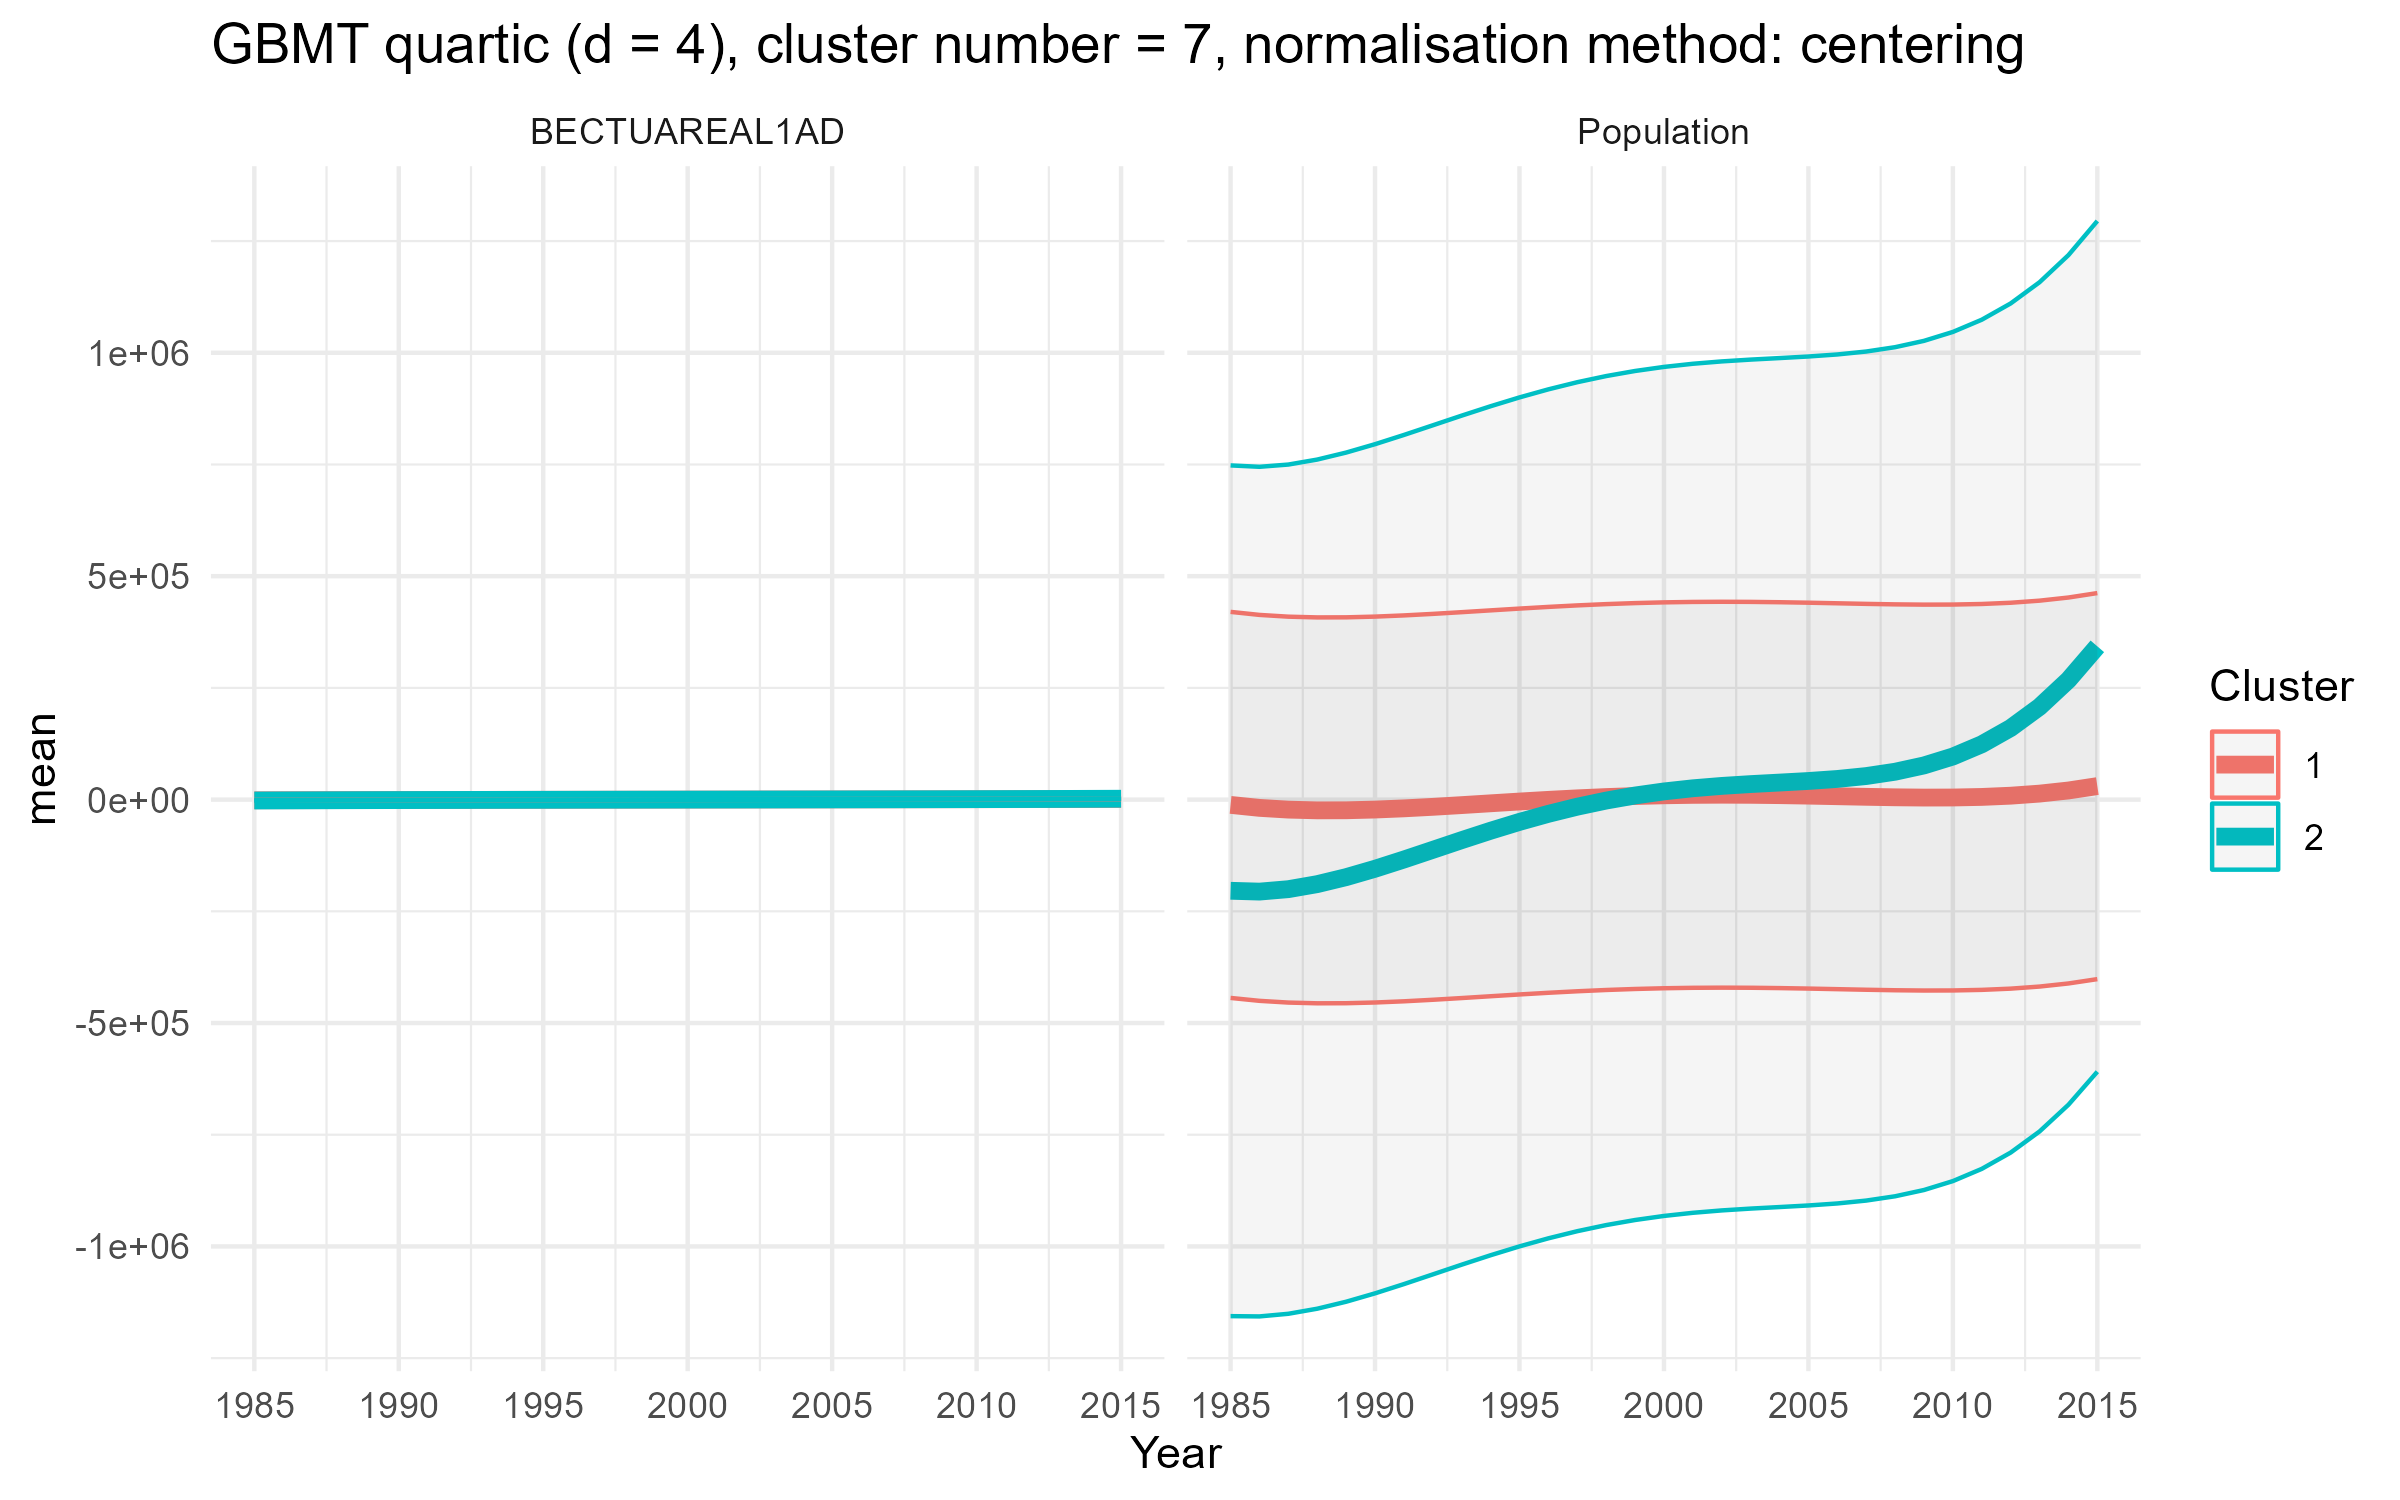 GBMT quartic (d = 4), cluster number = 7, normalisation method: centering
BECTUAREAL1AD
Population
mean
1e+06
5e+05
0e+00
-5e+05
-1e+06
1985 1990 1995 2000 2005 2010 2015
1985 1990 1995 2000 2005 2010 2015
Year
Cluster
1
2